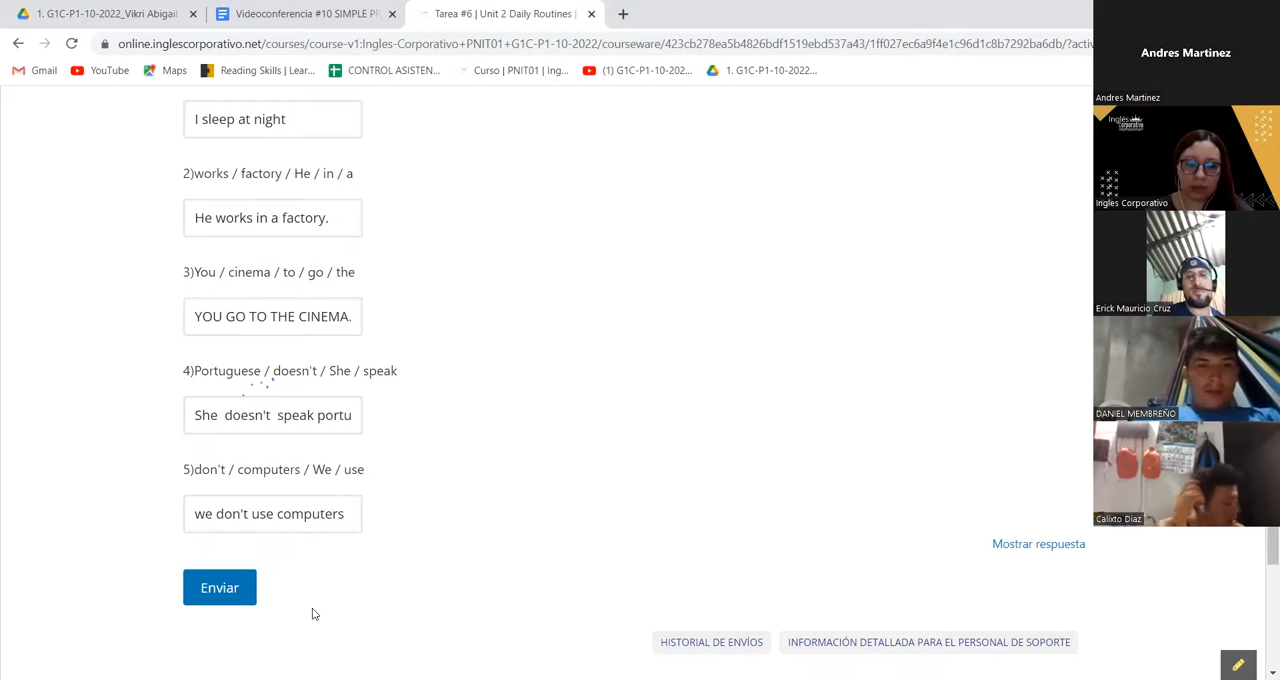 1. G1C-P1-10-2022_Vikri Abigail
Videoconferencia #10 SIMPLE PR
Tarea #6 | Unit 2 Daily Routines |
online.inglescorporativo.net/courses/course-v1:Ingles-Corporativo+PNIT01+G1C-P1-10-2022/courseware/423cb278ea5b4826bdf1519ebd537a43/1ff027ec6a9f4e1c96d1c8b7292ba6db/?activ
Gmail
YouTube
Maps
Reading Skills | Lear...
CONTROL ASISTEN...
Curso | PNIT01 | Ing...
(1) G1C-P1-10-202...
1. G1C-P1-10-2022...
I sleep at night
2)works / factory / He / in / a
He works in a factory.
3)You / cinema / to / go / the
YOU GO TO THE CINEMA.
4)Portuguese / doesn't / She / speak
She doesn't speak portu
5)don't / computers / We / use
we don't use computers
Mostrar respuesta
Enviar
HISTORIAL DE ENVÍOS
INFORMACIÓN DETALLADA PARA EL PERSONAL DE SOPORTE
Andres Martinez
Andres Martinez
Inglés
Corporativo
Ingles Corporativo
Erick Mauricio Cruz
DANIEL MEMBREÑO
Calixto Diaz